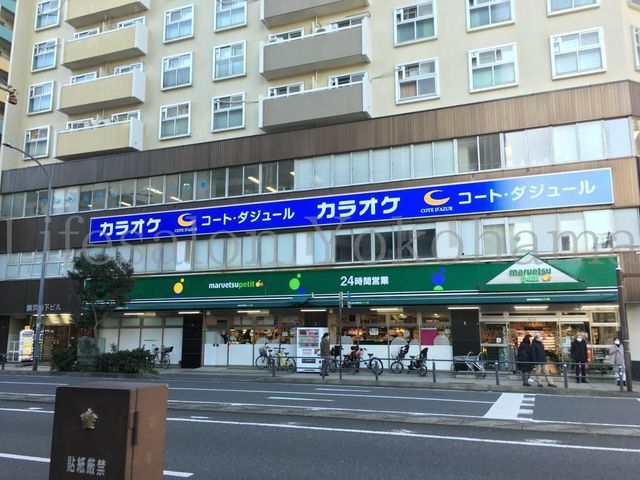 カラオケ コート・ダジュール カラオケ COTE D'AZUR コート・ダジュール
Lifesalon Yokohama
maruetsu petit 24時間営業 maruetsu petit
貼紙厳禁